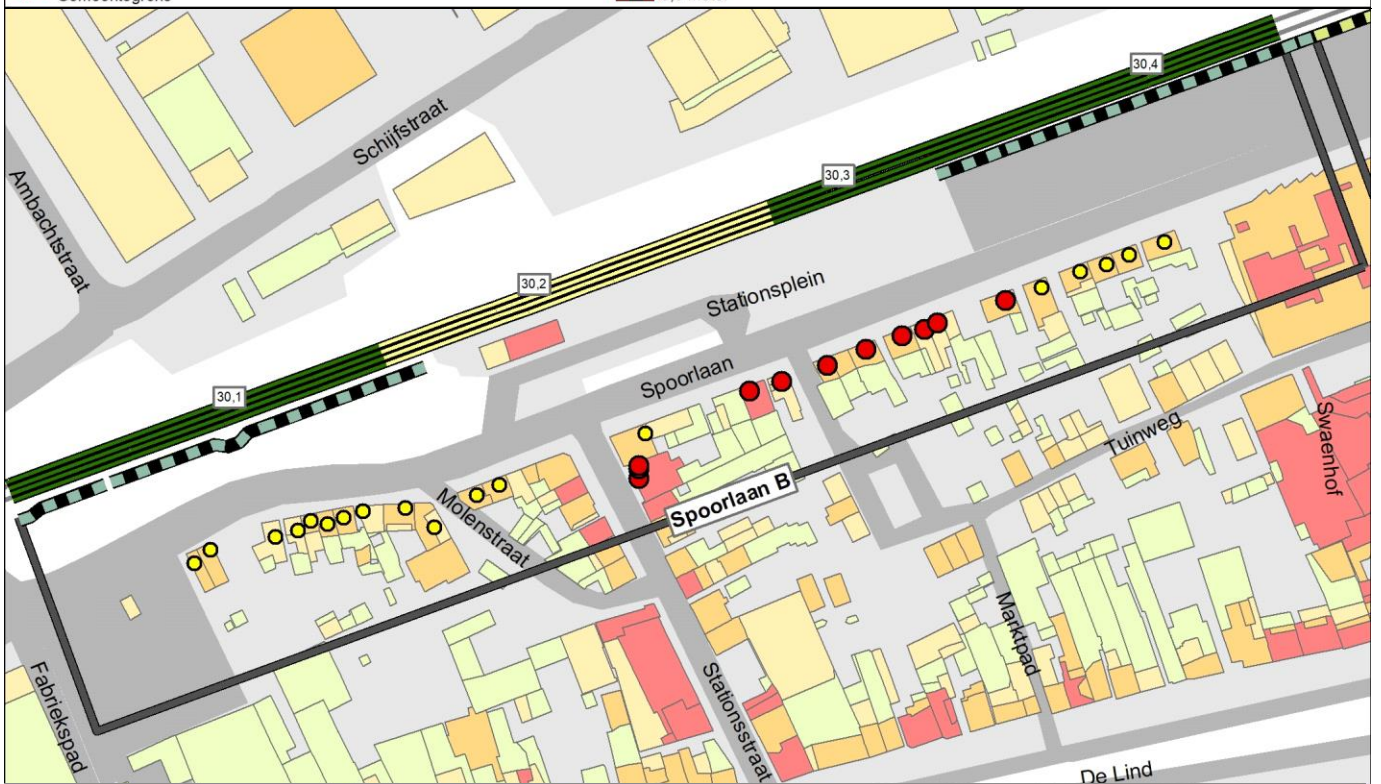 Gemeentegrens
30,4
Schijfstraat
Ambachtstraat
30,3
30,2
Stationsplein
Spoorlaan
30,1
Tuinweg
Swaenhof
Spoorlaan B
Molenstraat
Marktpad
Fabriekspad
Stationsstraat
De Lind